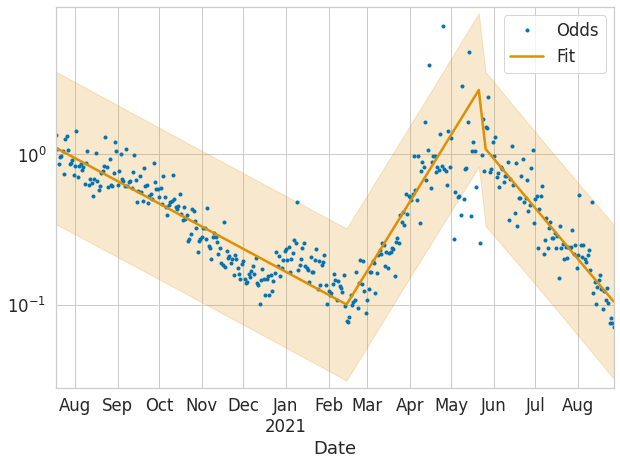 Odds
Fit
10⁰
10⁻¹
Aug Sep Oct Nov Dec Jan Feb Mar Apr May Jun Jul Aug
2021
Date